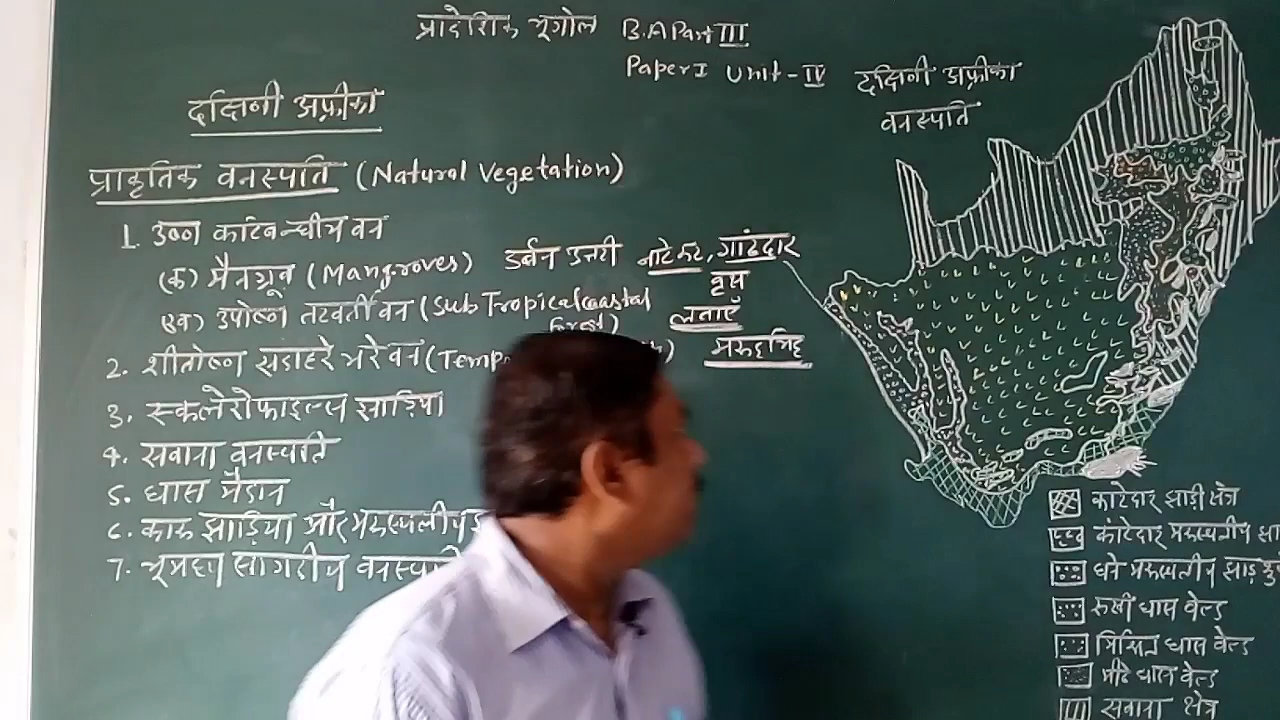 प्रादेशिक भूगोल B.A Part III
Paper I Unit - IV
दक्षिणी अफ्रीका
प्राकृतिक वनस्पति (Natural Vegetation)
1. उष्ण कटिबन्धीय वन
(क) मैनग्रूव (Mangroves) डर्बन उत्तरी नाटे कद, गांठदार
वृक्ष
(ख) उपोष्ण तटवर्ती वन (Sub Tropical coastal
forest) लताएँ
2. शीतोष्ण सदाहरे भरे वन (Temp
3. स्कलेरोफाइल्स झाड़िया
4. सवाना वनस्पति
5. घास मैदान
6. कारू झाड़िया और मरुस्थलीय
7. भूमध्य सागरीय वनस्पति
दक्षिणी अफ्रीका
वनस्पति
कांटेदार झाड़ी क्षेत्र
कांटेदार मरुस्थलीय झा
घने मरुस्थलीय झाड़
रूखी घास वेल्ड
मिश्रित घास वेल्ड
मीठे घास वेल्ड
सवाना क्षेत्र